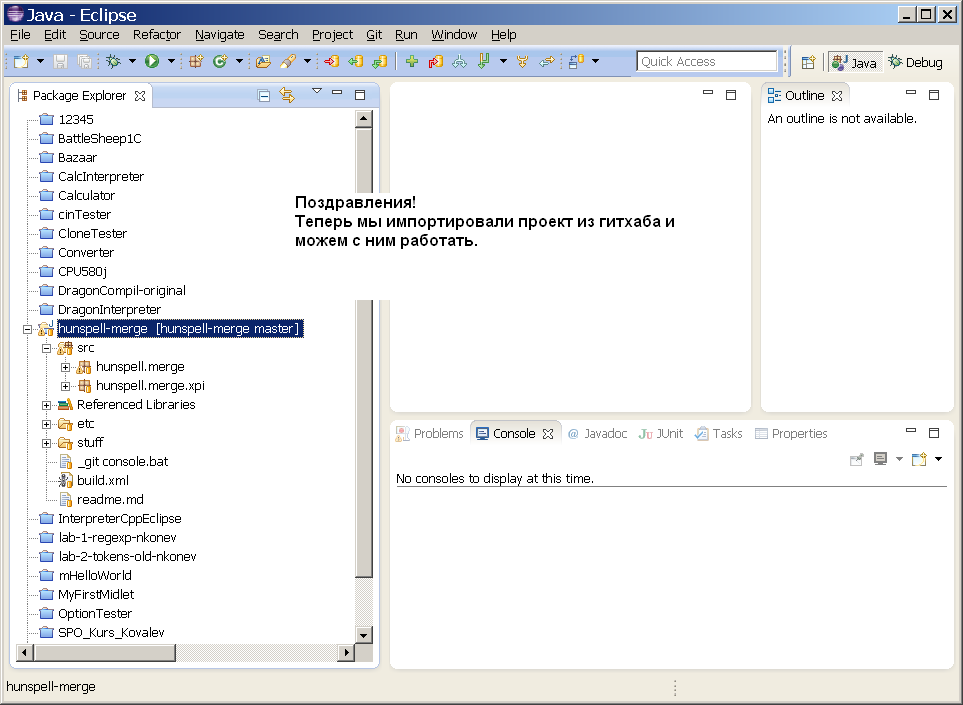 Java - Eclipse
File Edit Source Refactor Navigate Search Project Git Run Window Help
Quick Access
Java
Debug
Package Explorer
12345
BattleSheep1C
Bazaar
CalcInterpreter
Calculator
cinTester
CloneTester
Converter
CPU580j
DragonCompil-original
DragonInterpreter
hunspell-merge [hunspell-merge master]
src
hunspell.merge
hunspell.merge.xpi
Referenced Libraries
etc
stuff
_git console.bat
build.xml
readme.md
InterpreterCppEclipse
lab-1-regexp-nkonev
lab-2-tokens-old-nkonev
mHelloWorld
MyFirstMidlet
OptionTester
SPO_Kurs_Kovalev
Поздравления!
Теперь мы импортировали проект из гитхаба и
можем с ним работать.
Outline
An outline is not available.
Problems Console @ Javadoc Ju JUnit Tasks Properties
No consoles to display at this time.
hunspell-merge